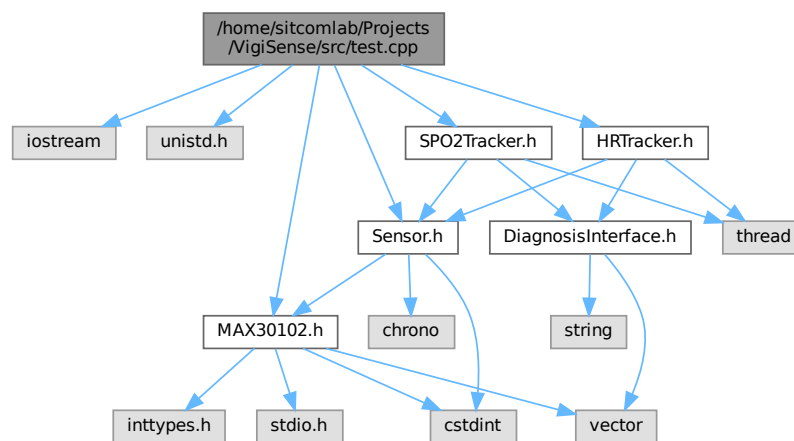 /home/sitcomlab/Projects
/VigiSense/src/test.cpp
iostream
unistd.h
SPO2Tracker.h
HRTracker.h
Sensor.h
DiagnosisInterface.h
thread
MAX30102.h
chrono
string
inttypes.h
stdio.h
cstdint
vector